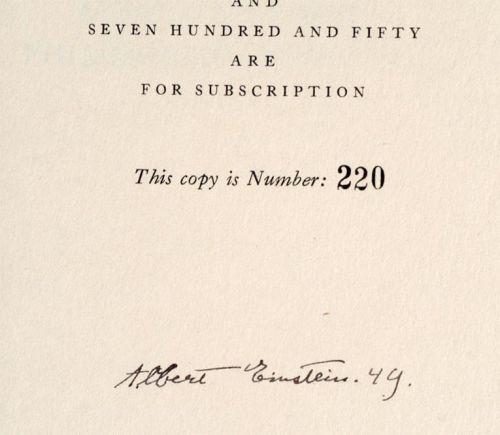 AND
SEVEN HUNDRED AND FIFTY
ARE
FOR SUBSCRIPTION
This copy is Number: 220
Albert Einstein. 49.